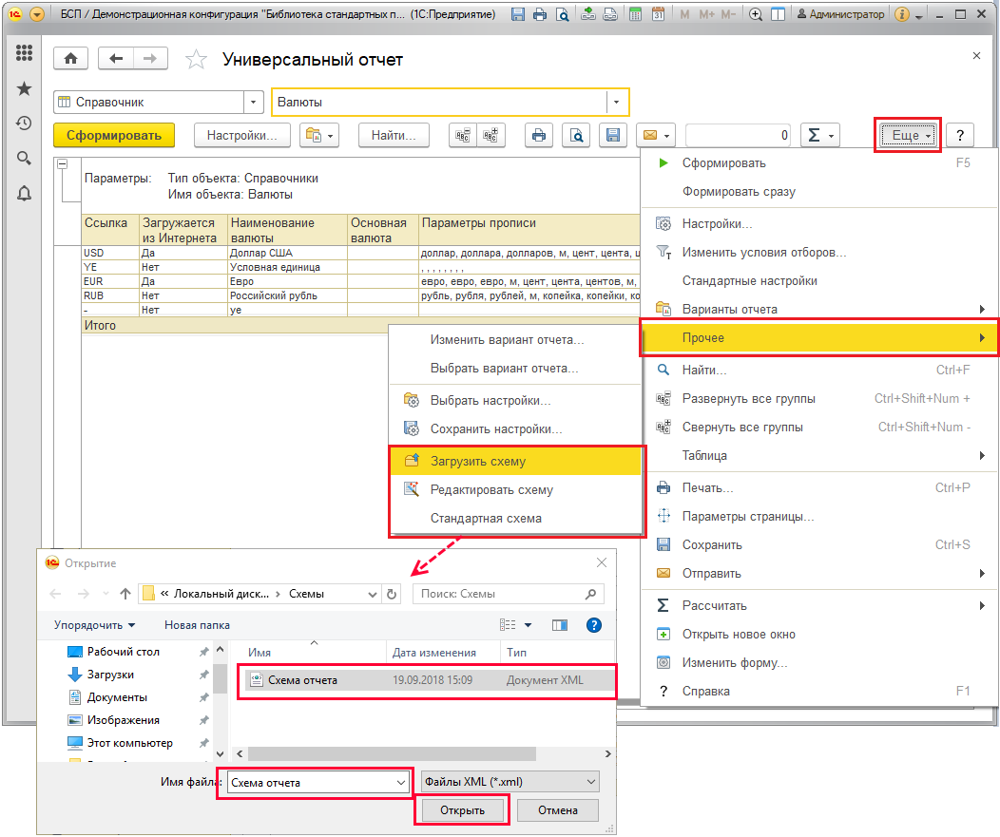 БСП / Демонстрационная конфигурация "Библиотека стандартных п... (1С:Предприятие)
M M+ M-
Администратор
Универсальный отчет
Справочник
Валюты
Сформировать
Настройки...
Найти...
0
Σ
Еще
?
Параметры: Тип объекта: Справочники
Имя объекта: Валюты
Ссылка Загружается из Интернета Наименование валюты Основная валюта Параметры прописи
USD Да Доллар США доллар, доллара, долларов, м, цент, цента, ц
YE Нет Условная единица , , , , , , , ,
EUR Да Евро евро, евро, евро, м, цент, цента, центов, м,
RUB Нет Российский рубль рубль, рубля, рублей, м, копейка, копейки, ко
- Нет уе
Итого
Сформировать F5
Формировать сразу
Настройки...
Изменить условия отборов...
Стандартные настройки
Варианты отчета
Прочее
Найти... Ctrl+F
Развернуть все группы Ctrl+Shift+Num +
Свернуть все группы Ctrl+Shift+Num -
Таблица
Печать... Ctrl+P
Параметры страницы...
Сохранить Ctrl+S
Отправить
Σ Рассчитать
Открыть новое окно
Изменить форму...
? Справка F1
Изменить вариант отчета...
Выбрать вариант отчета...
Выбрать настройки...
Сохранить настройки...
Загрузить схему
Редактировать схему
Стандартная схема
Открытие
« Локальный диск... › Схемы
Поиск: Схемы
Упорядочить
Новая папка
?
Рабочий стол
Загрузки
Документы
Изображения
Этот компьютер
Имя Дата изменения Тип
Схема отчета 19.09.2018 15:09 Документ XML
Имя файла: Схема отчета
Файлы XML (*.xml)
Открыть
Отмена